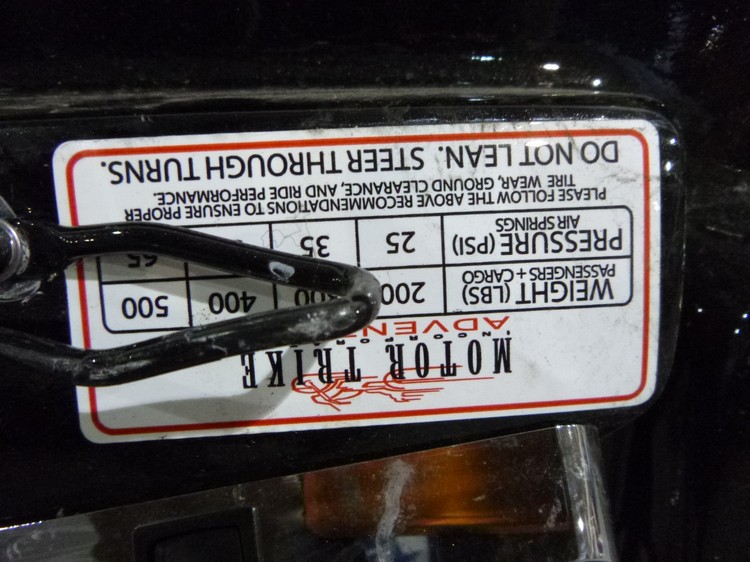 MOTOR TRIKE
WEIGHT (LBS) 200 400 500
PASSENGERS + CARGO
PRESSURE (PSI) 25 35
AIR SPRINGS
PLEASE FOLLOW THE ABOVE RECOMMENDATIONS TO ENSURE PROPER
TIRE WEAR, GROUND CLEARANCE, AND RIDE PERFORMANCE.
DO NOT LEAN. STEER THROUGH TURNS.